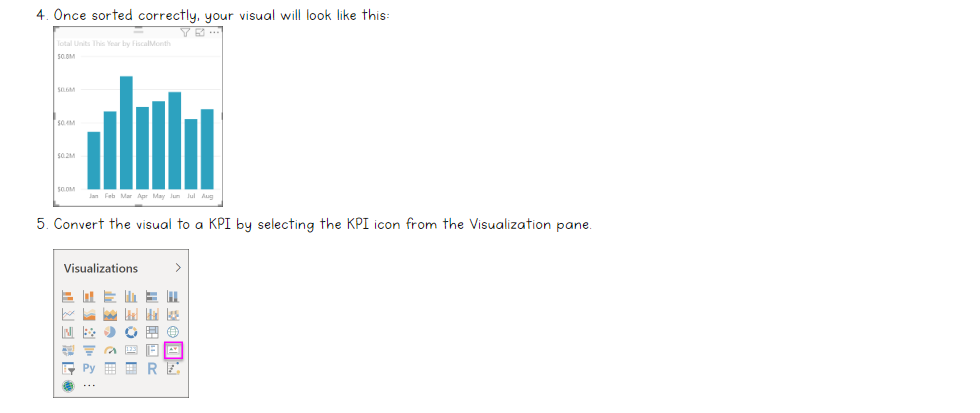 4. Once sorted correctly, your visual will look like this:
Total Units This Year by FiscalMonth
$0.8M
$0.6M
$0.4M
$0.2M
$0.0M
Jan Feb Mar Apr May Jun Jul Aug
5. Convert the visual to a KPI by selecting the KPI icon from the Visualization pane.
Visualizations
Py R
...